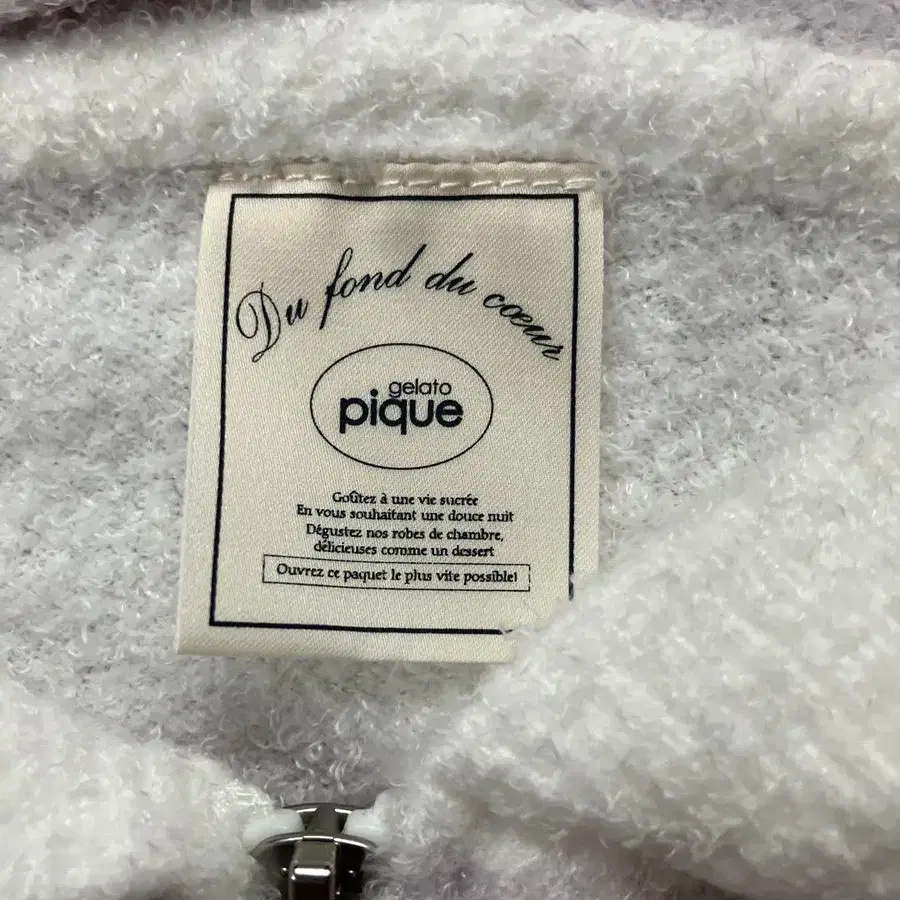 Du fond du cœur
gelato
pique
Goûtez à une vie sucrée
En vous souhaitant une douce nuit
Dégustez nos robes de chambre,
délicieuses comme un dessert
Ouvrez ce paquet le plus vite possible!